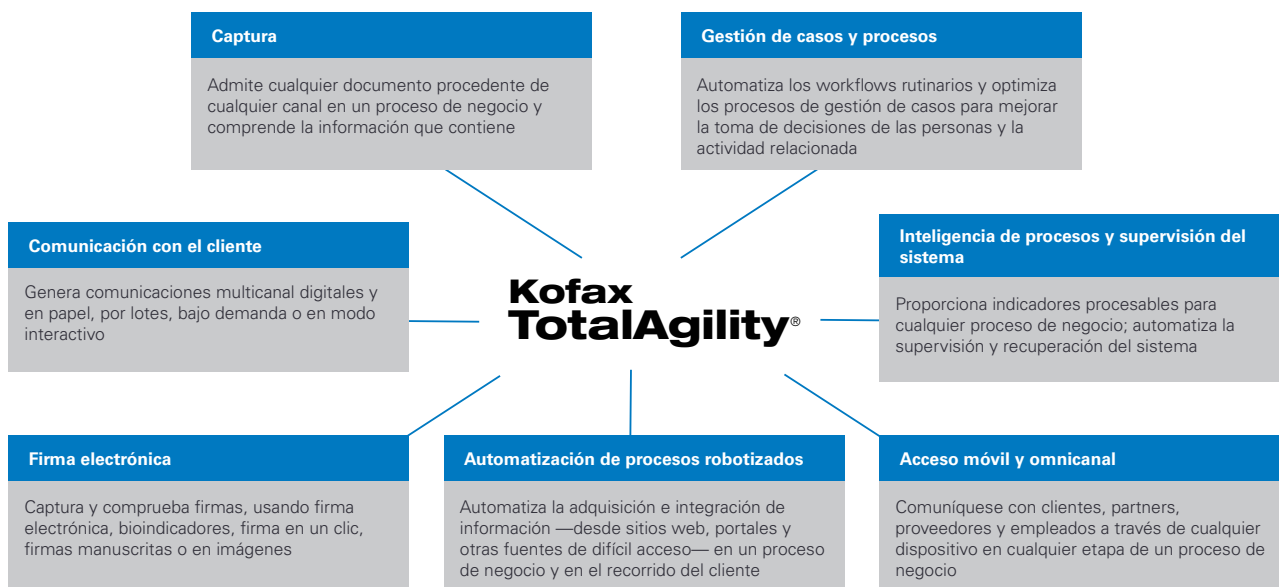 Captura
Admite cualquier documento procedente de
cualquier canal en un proceso de negocio y
comprende la información que contiene
Gestión de casos y procesos
Automatiza los workflows rutinarios y optimiza
los procesos de gestión de casos para mejorar
la toma de decisiones de las personas y la
actividad relacionada
Comunicación con el cliente
Genera comunicaciones multicanal digitales y
en papel, por lotes, bajo demanda o en modo
interactivo
Kofax
TotalAgility®
Inteligencia de procesos y supervisión del
sistema
Proporciona indicadores procesables para
cualquier proceso de negocio; automatiza la
supervisión y recuperación del sistema
Firma electrónica
Captura y comprueba firmas, usando firma
electrónica, bioindicadores, firma en un clic,
firmas manuscritas o en imágenes
Automatización de procesos robotizados
Automatiza la adquisición e integración de
información —desde sitios web, portales y
otras fuentes de difícil acceso— en un proceso
de negocio y en el recorrido del cliente
Acceso móvil y omnicanal
Comuníquese con clientes, partners,
proveedores y empleados a través de cualquier
dispositivo en cualquier etapa de un proceso de
negocio